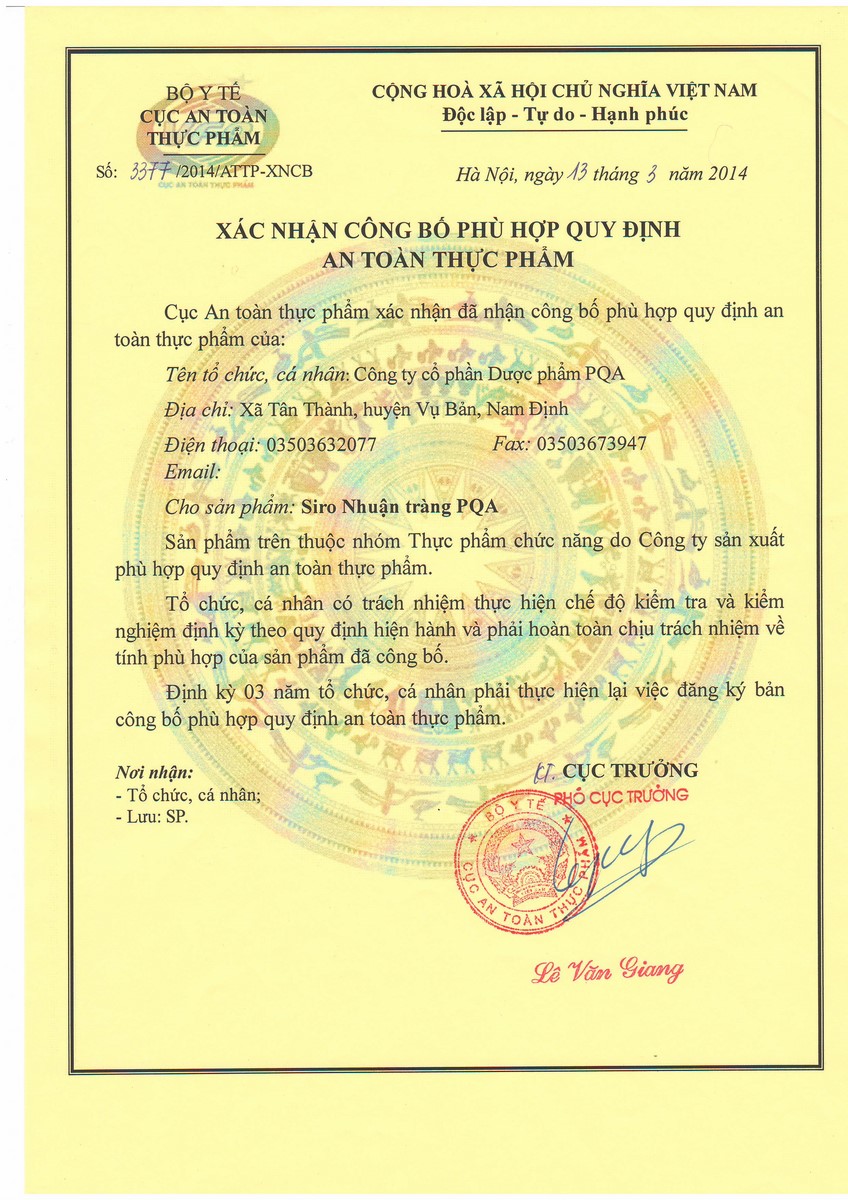 BỘ Y TẾ
CỤC AN TOÀN
THỰC PHẨM
Số: 3377/2014/ATTP-XNCB
CỤC AN TOÀN THỰC PHẨM
CỘNG HOÀ XÃ HỘI CHỦ NGHĨA VIỆT NAM
Độc lập - Tự do - Hạnh phúc
Hà Nội, ngày 13 tháng 3 năm 2014
XÁC NHẬN CÔNG BỐ PHÙ HỢP QUY ĐỊNH
AN TOÀN THỰC PHẨM
Cục An toàn thực phẩm xác nhận đã nhận công bố phù hợp quy định an
toàn thực phẩm của:
Tên tổ chức, cá nhân: Công ty cổ phần Dược phẩm PQA
Địa chỉ: Xã Tân Thành, huyện Vụ Bản, Nam Định
Điện thoại: 03503632077 Fax: 03503673947
Email:
Cho sản phẩm: Siro Nhuận tràng PQA
Sản phẩm trên thuộc nhóm Thực phẩm chức năng do Công ty sản xuất
phù hợp quy định an toàn thực phẩm.
Tổ chức, cá nhân có trách nhiệm thực hiện chế độ kiểm tra và kiểm
nghiệm định kỳ theo quy định hiện hành và phải hoàn toàn chịu trách nhiệm về
tính phù hợp của sản phẩm đã công bố.
Định kỳ 03 năm tổ chức, cá nhân phải thực hiện lại việc đăng ký bản
công bố phù hợp quy định an toàn thực phẩm.
Nơi nhận:
- Tổ chức, cá nhân;
- Lưu: SP.
KT. CỤC TRƯỞNG
PHÓ CỤC TRƯỞNG
BỘ Y TẾ
CỤC AN TOÀN THỰC PHẨM
Lê Văn Giang